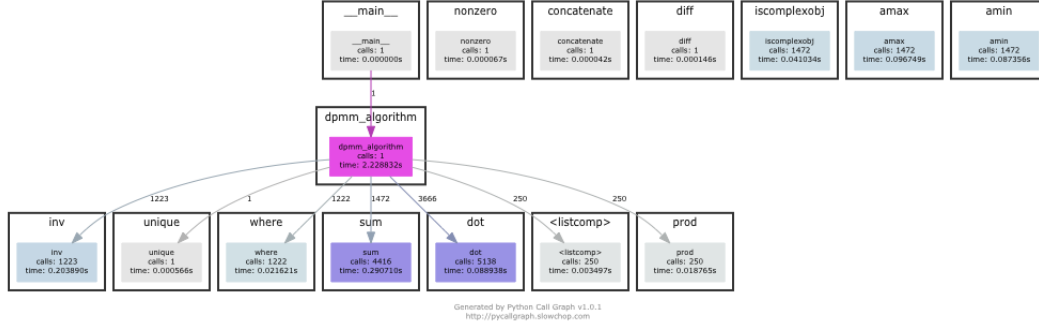 __main__
__main__
calls: 1
time: 0.000000s
nonzero
nonzero
calls: 1
time: 0.000067s
concatenate
concatenate
calls: 1
time: 0.000042s
diff
diff
calls: 1
time: 0.000146s
iscomplexobj
iscomplexobj
calls: 1472
time: 0.041034s
amax
amax
calls: 1472
time: 0.096749s
amin
amin
calls: 1472
time: 0.087356s
1
dpmm_algorithm
dpmm_algorithm
calls: 1
time: 2.228832s
1223
1
1222
1472
3666
250
250
inv
inv
calls: 1223
time: 0.203890s
unique
unique
calls: 1
time: 0.000566s
where
where
calls: 1222
time: 0.021621s
sum
sum
calls: 4416
time: 0.290710s
dot
dot
calls: 5138
time: 0.088938s
<listcomp>
<listcomp>
calls: 250
time: 0.003497s
prod
prod
calls: 250
time: 0.018765s
Generated by Python Call Graph v1.0.1
http://pycallgraph.slowchop.com